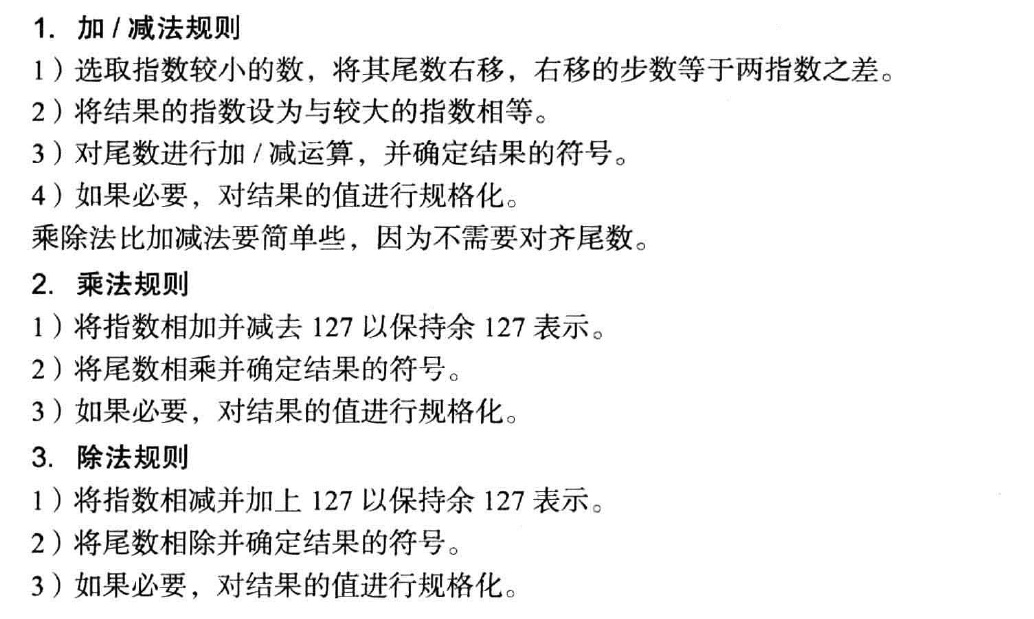 1. 加 / 减法规则
1）选取指数较小的数，将其尾数右移，右移的步数等于两指数之差。
2）将结果的指数设为与较大的指数相等。
3）对尾数进行加 / 减运算，并确定结果的符号。
4）如果必要，对结果的值进行规格化。
乘除法比加减法要简单些，因为不需要对齐尾数。
2. 乘法规则
1）将指数相加并减去 127 以保持余 127 表示。
2）将尾数相乘并确定结果的符号。
3）如果必要，对结果的值进行规格化。
3. 除法规则
1）将指数相减并加上 127 以保持余 127 表示。
2）将尾数相除并确定结果的符号。
3）如果必要，对结果的值进行规格化。